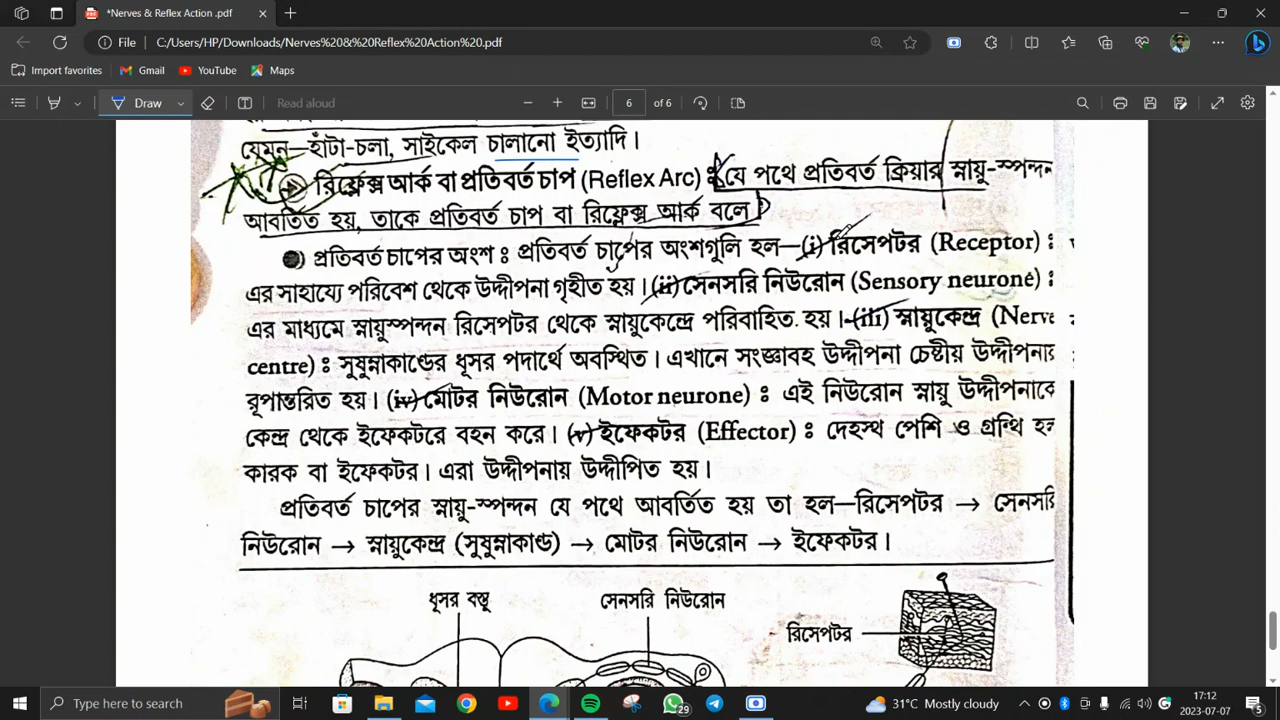 *Nerves & Reflex Action .pdf
File C:/Users/HP/Downloads/Nerves%20&%20Reflex%20Action%20.pdf
Import favorites Gmail YouTube Maps
Draw Read aloud 6 of 6
যেমন—হাঁটা-চলা, সাইকেল চালানো ইত্যাদি।
রিফ্লেক্স আর্ক বা প্রতিবর্ত চাপ (Reflex Arc) : যে পথে প্রতিবর্ত ক্রিয়ার স্নায়ু-স্পন্দন
আবর্তিত হয়, তাকে প্রতিবর্ত চাপ বা রিফ্লেক্স আর্ক বলে।
প্রতিবর্ত চাপের অংশ : প্রতিবর্ত চাপের অংশগুলি হল—(i) রিসেপটর (Receptor) :
এর সাহায্যে পরিবেশ থেকে উদ্দীপনা গৃহীত হয়। (ii) সেনসরি নিউরোন (Sensory neurone) :
এর মাধ্যমে স্নায়ুস্পন্দন রিসেপটর থেকে স্নায়ুকেন্দ্রে পরিবাহিত হয়। (iii) স্নায়ুকেন্দ্র (Nerve
centre) : সুষুম্নাকাণ্ডের ধূসর পদার্থে অবস্থিত। এখানে সংজ্ঞাবহ উদ্দীপনা চেষ্টীয় উদ্দীপনায়
রূপান্তরিত হয়। (iv) মোটর নিউরোন (Motor neurone) : এই নিউরোন স্নায়ু উদ্দীপনাকে
কেন্দ্র থেকে ইফেকটরে বহন করে। (v) ইফেকটর (Effector) : দেহস্থ পেশি ও গ্রন্থি হল
কারক বা ইফেকটর। এরা উদ্দীপনায় উদ্দীপিত হয়।
প্রতিবর্ত চাপের স্নায়ু-স্পন্দন যে পথে আবর্তিত হয় তা হল—রিসেপটর → সেনসরি
নিউরোন → স্নায়ুকেন্দ্র (সুষুম্নাকাণ্ড) → মোটর নিউরোন → ইফেকটর।
ধূসর বস্তু সেনসরি নিউরোন
রিসেপটর
Type here to search 29 31°C Mostly cloudly 17:12
2023-07-07 5